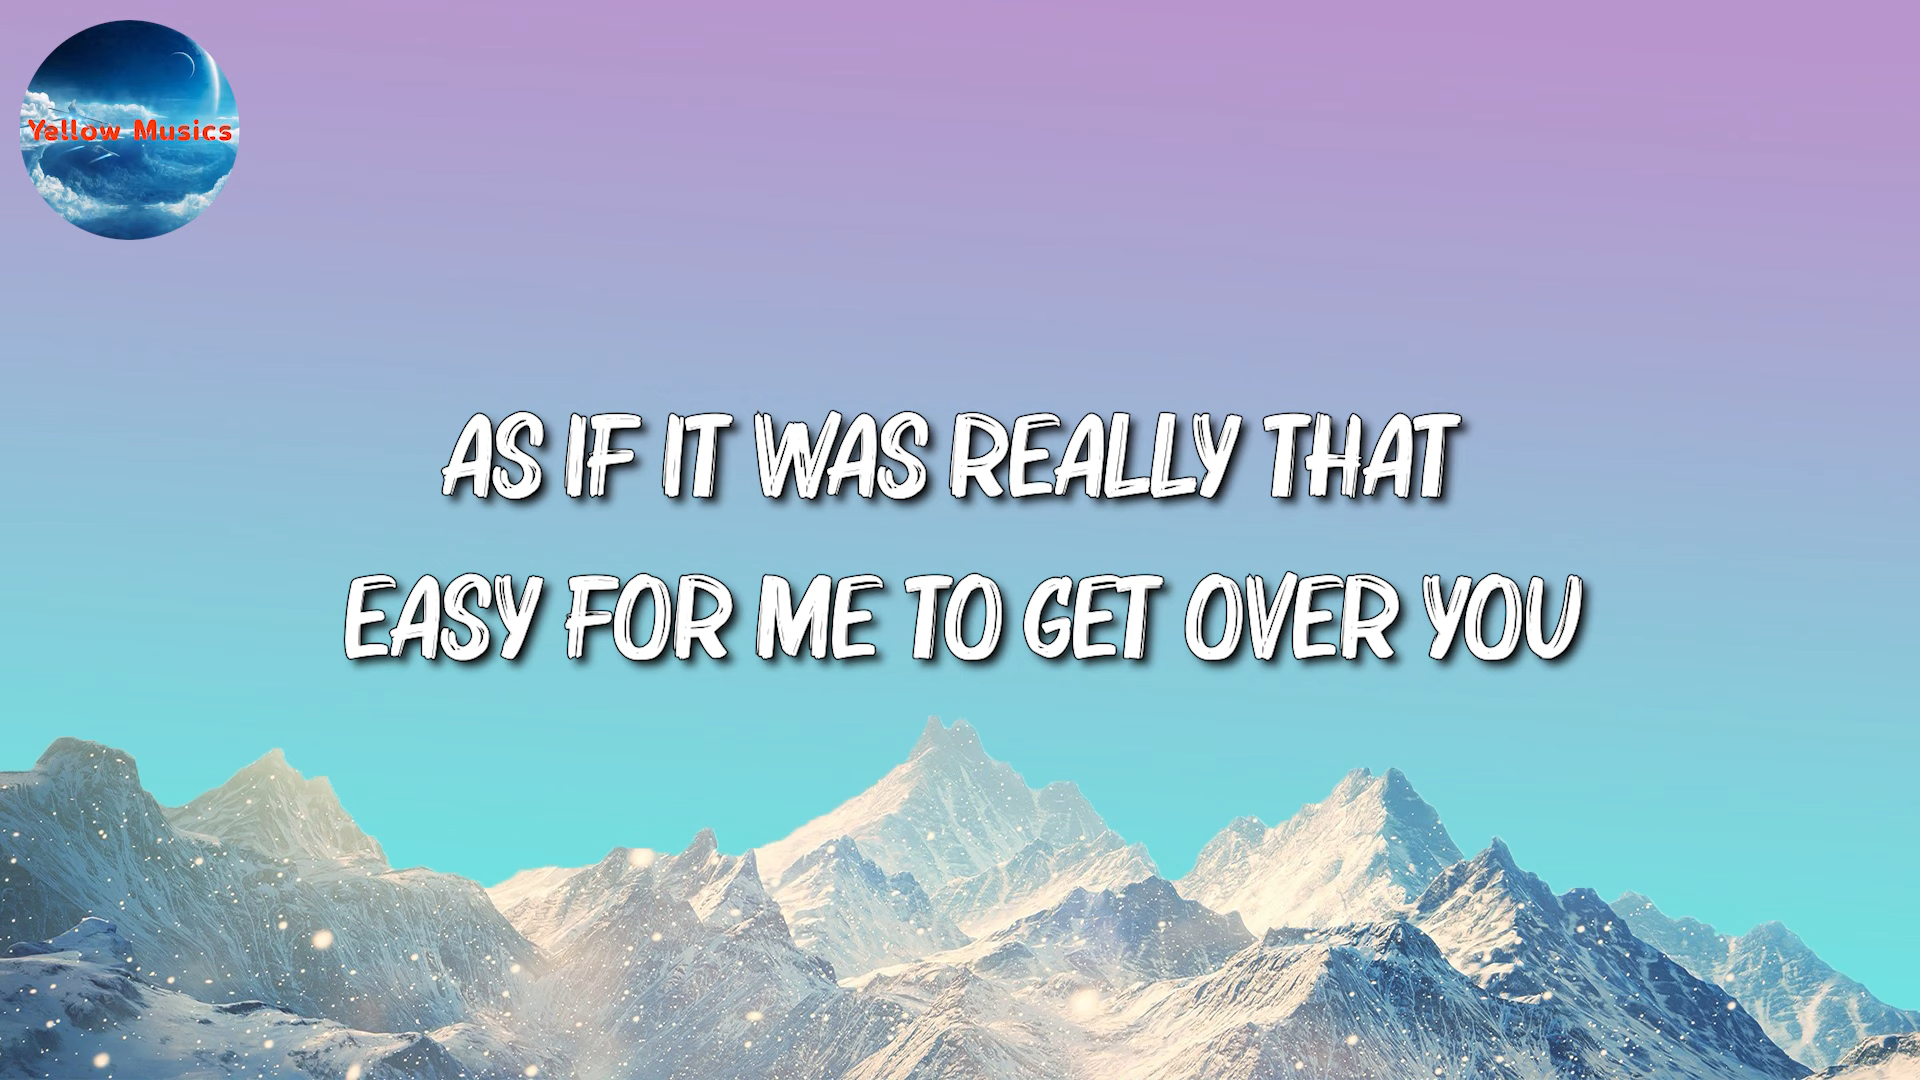 Yellow Musics
AS IF IT WAS REALLY THAT
EASY FOR ME TO GET OVER YOU